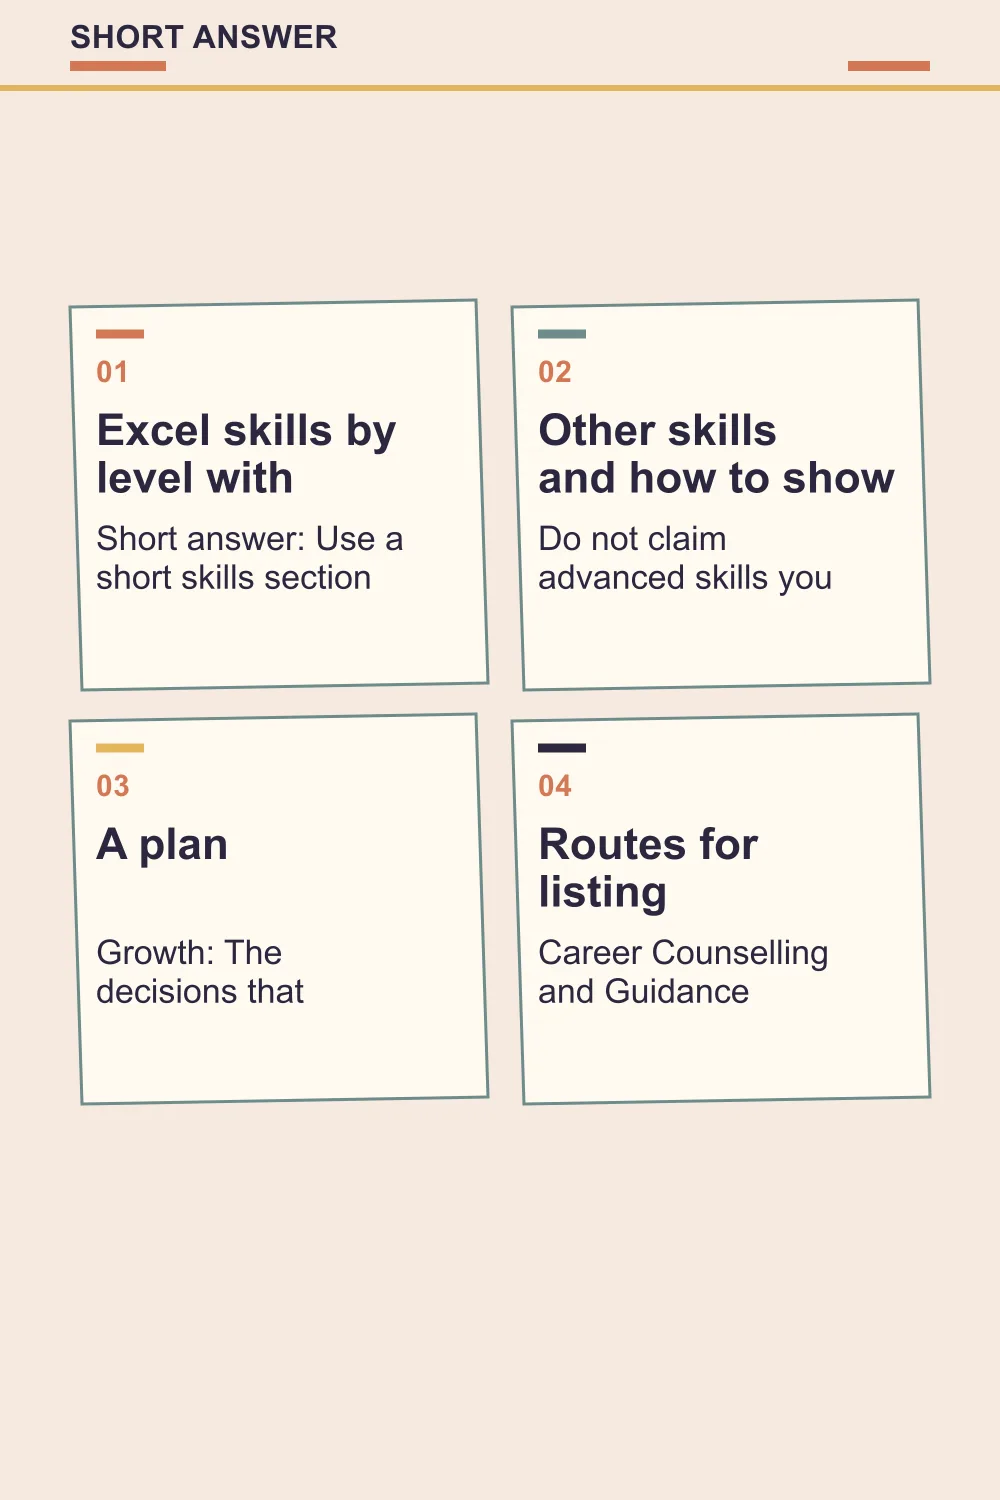 SHORT ANSWER
01
Excel skills by
level with
Short answer: Use a
short skills section
02
Other skills
and how to show
Do not claim
advanced skills you
03
A plan
Growth: The
decisions that
04
Routes for
listing
Career Counselling
and Guidance